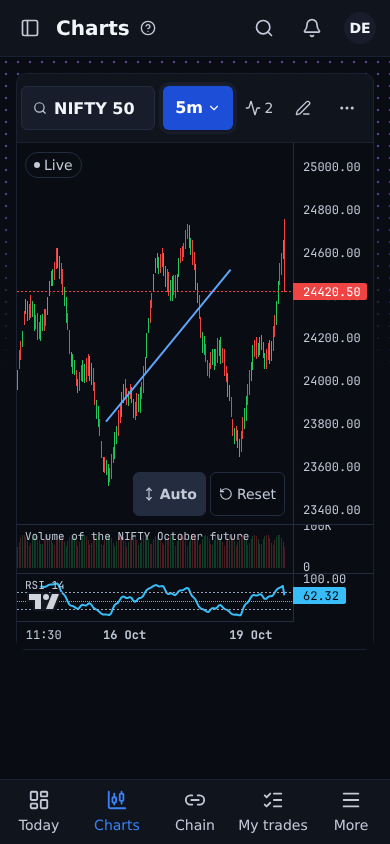 Charts
DE
NIFTY 50
5m
2
Live
25000.00
24800.00
24600.00
24420.50
24200.00
24000.00
23800.00
23600.00
23400.00
Auto
Reset
Volume of the NIFTY October future
100K
0
RSI 14
100.00
62.32
11:30
16 Oct
19 Oct
Today
Charts
Chain
My trades
More